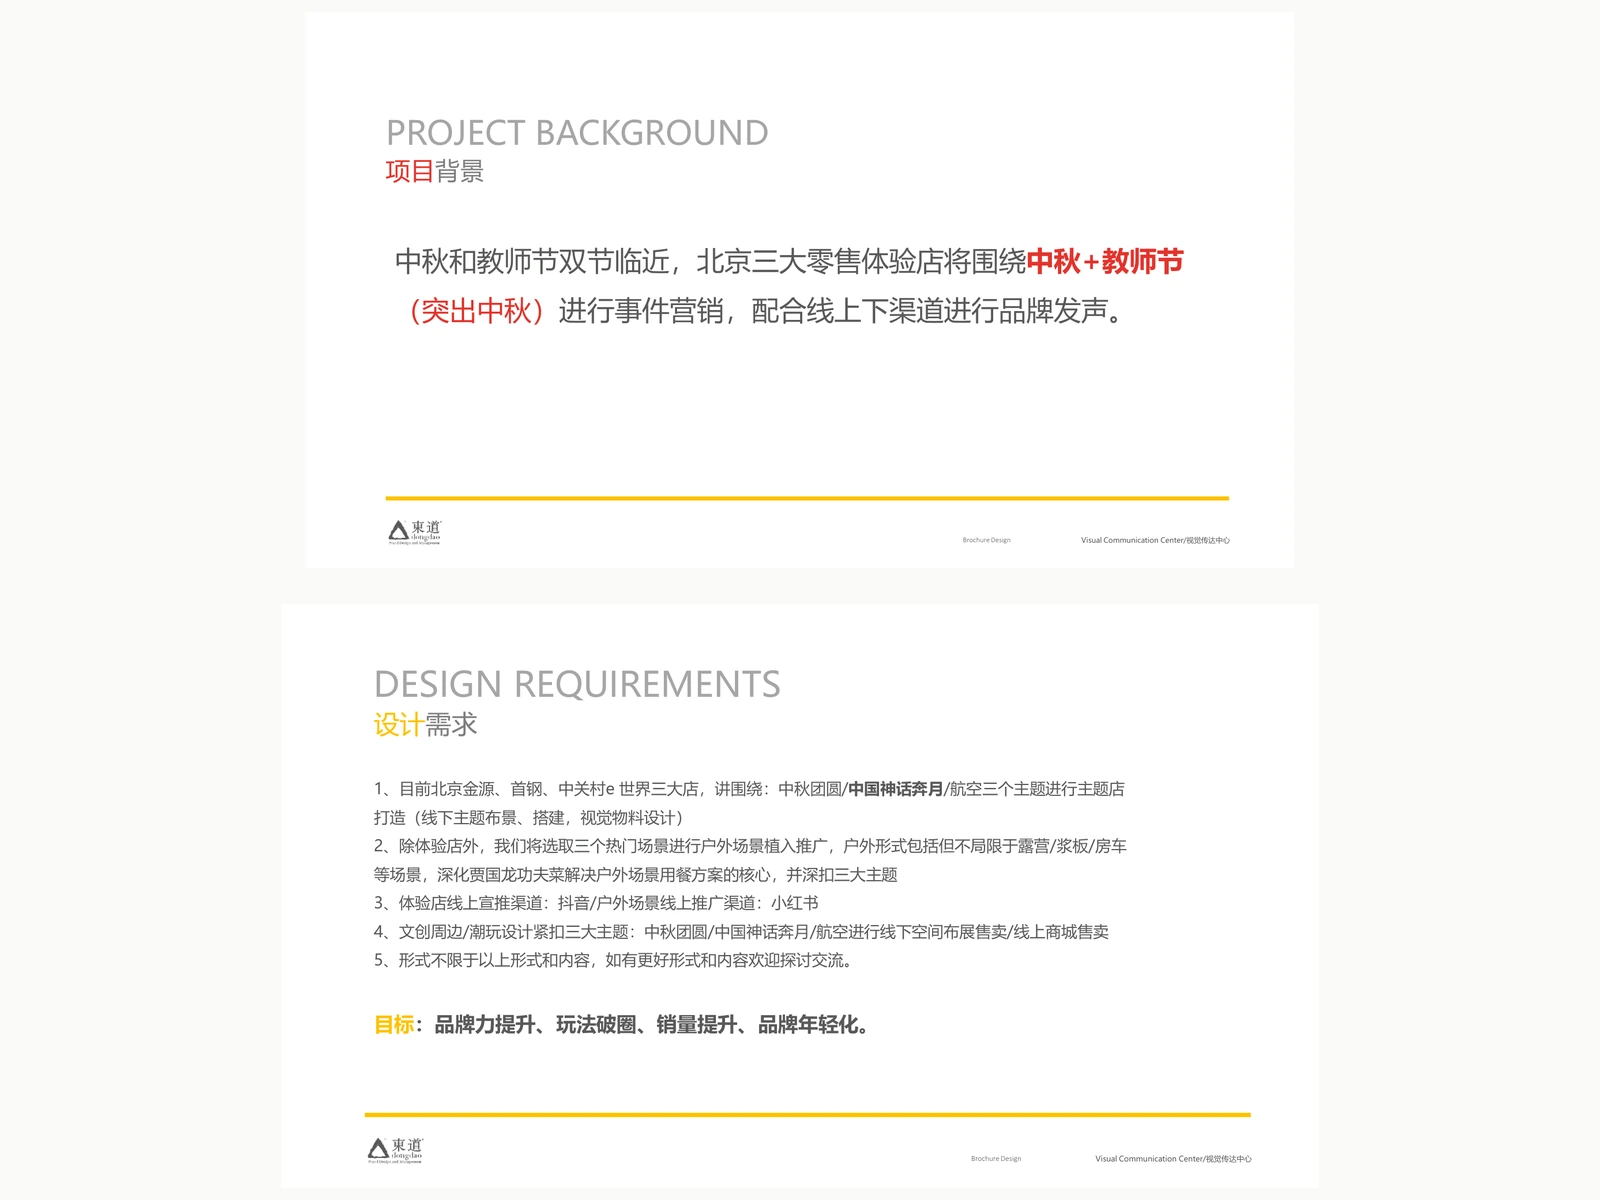 PROJECT BACKGROUND
项目背景
中秋和教师节双节临近，北京三大零售体验店将围绕中秋+教师节
（突出中秋）进行事件营销，配合线上下渠道进行品牌发声。
東道
dongdao
Brand Design and Management
Brochure Design
Visual Communication Center/视觉传达中心
DESIGN REQUIREMENTS
设计需求
1、目前北京金源、首钢、中关村e 世界三大店，讲围绕：中秋团圆/中国神话奔月/航空三个主题进行主题店
打造（线下主题布景、搭建，视觉物料设计）
2、除体验店外，我们将选取三个热门场景进行户外场景植入推广，户外形式包括但不局限于露营/浆板/房车
等场景，深化贾国龙功夫菜解决户外场景用餐方案的核心，并深扣三大主题
3、体验店线上宣推渠道：抖音/户外场景线上推广渠道：小红书
4、文创周边/潮玩设计紧扣三大主题：中秋团圆/中国神话奔月/航空进行线下空间布展售卖/线上商城售卖
5、形式不限于以上形式和内容，如有更好形式和内容欢迎探讨交流。
目标：品牌力提升、玩法破圈、销量提升、品牌年轻化。
東道
dongdao
Brand Design and Management
Brochure Design
Visual Communication Center/视觉传达中心